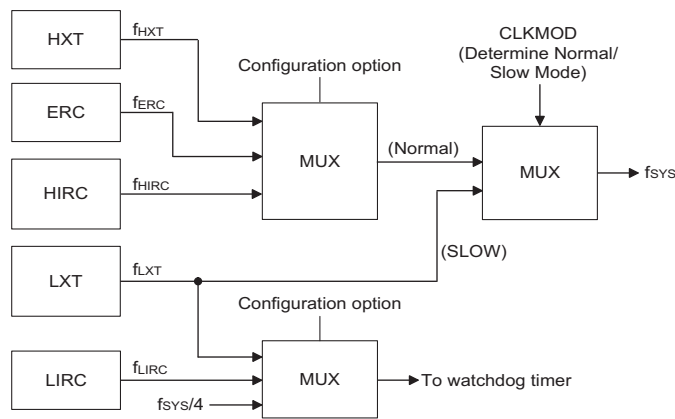 HXT
fHXT
CLKMOD
(Determine Normal/
Slow Mode)
Configuration option
ERC
fERC
MUX
(Normal)
MUX
fSYS
HIRC
fHIRC
(SLOW)
LXT
fLXT
Configuration option
LIRC
fLIRC
MUX
To watchdog timer
fSYS/4